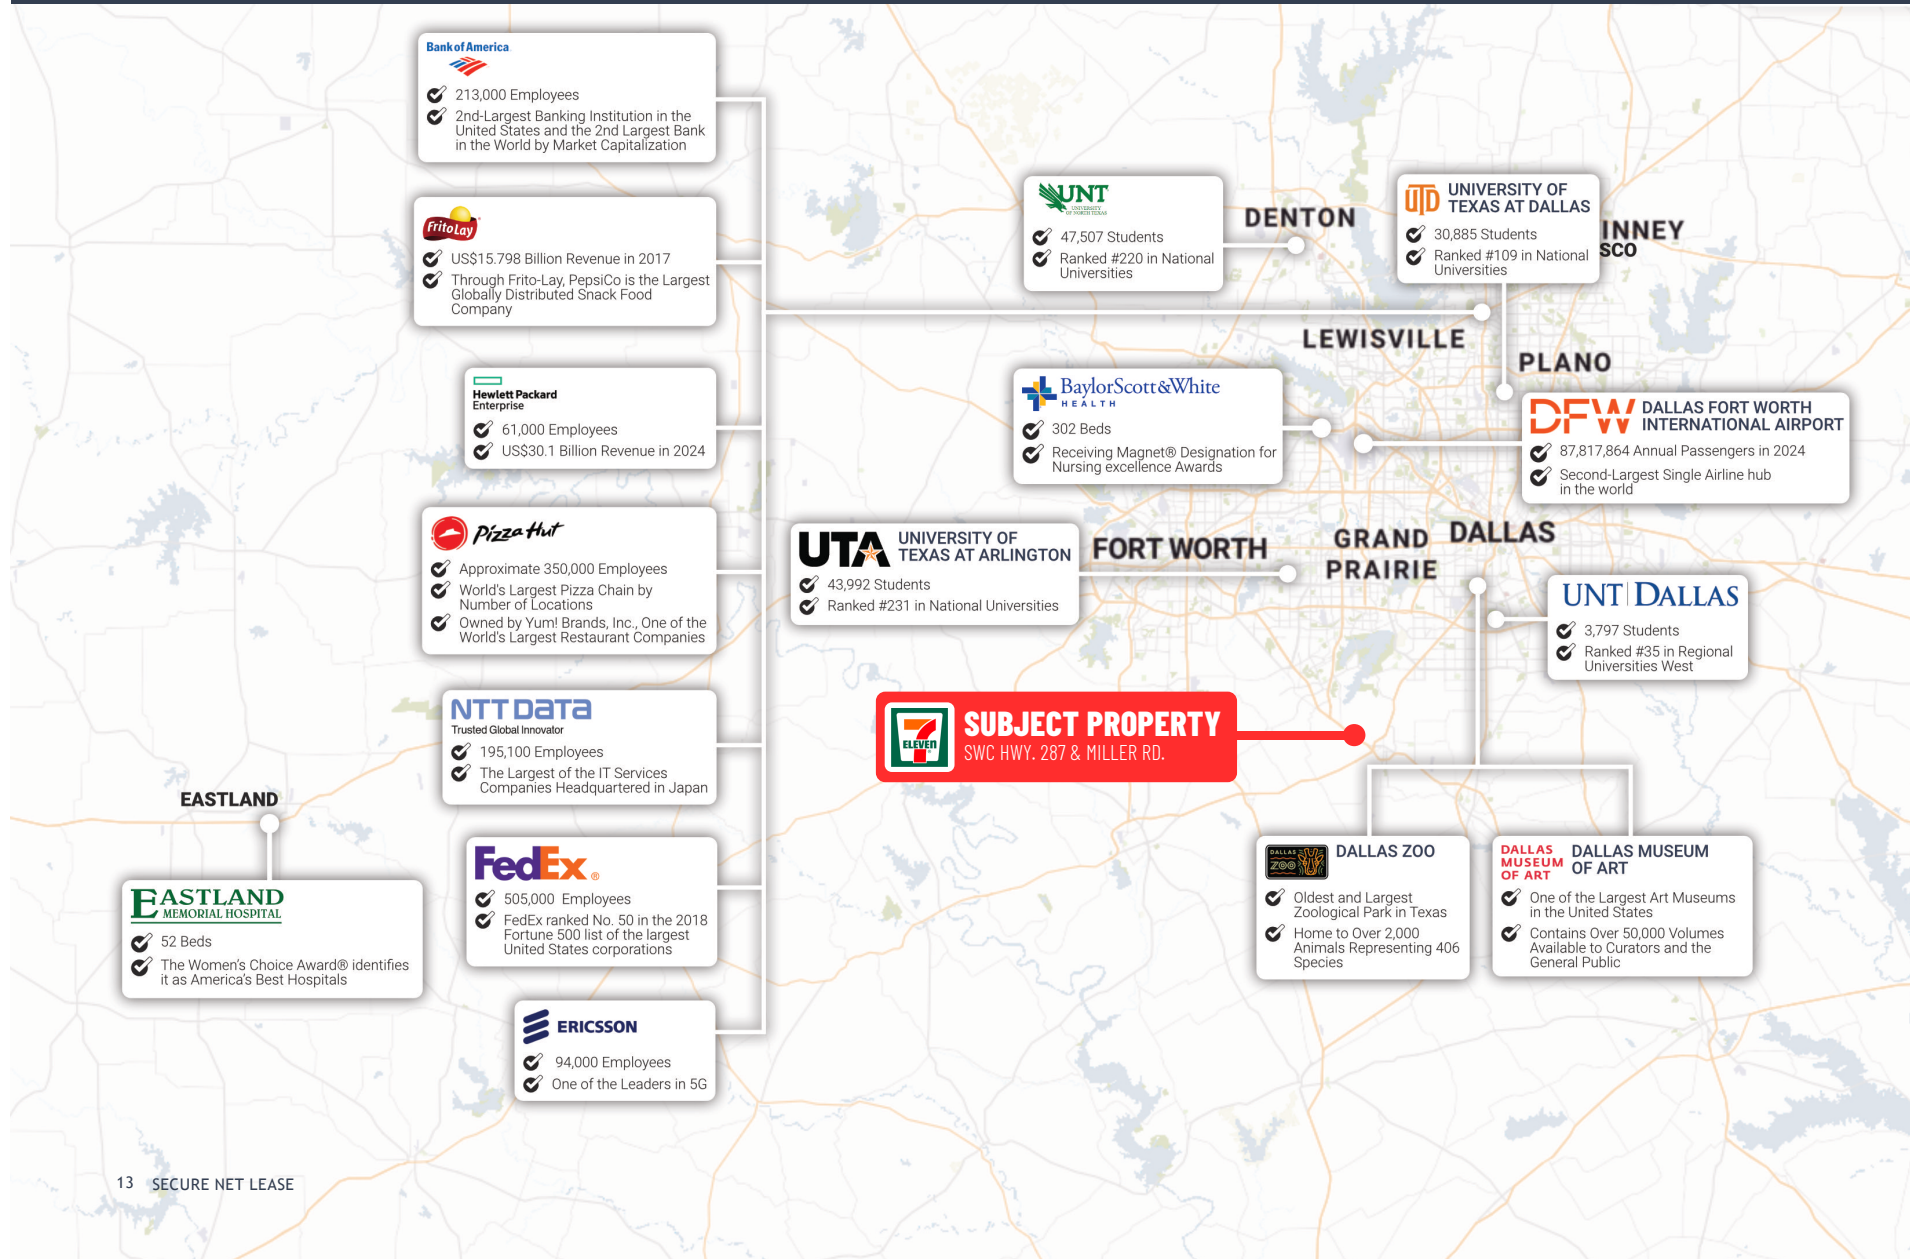 Bank of America
213,000 Employees
2nd-Largest Banking Institution in the
United States and the 2nd Largest Bank
in the World by Market Capitalization
Frito Lay
US$15.798 Billion Revenue in 2017
Through Frito-Lay, PepsiCo is the Largest
Globally Distributed Snack Food
Company
Hewlett Packard
Enterprise
61,000 Employees
US$30.1 Billion Revenue in 2024
Pizza Hut
Approximate 350,000 Employees
World's Largest Pizza Chain by
Number of Locations
Owned by Yum! Brands, Inc., One of the
World's Largest Restaurant Companies
NTT DATA
Trusted Global Innovator
195,100 Employees
The Largest of the IT Services
Companies Headquartered in Japan
FedEx®
505,000 Employees
FedEx ranked No. 50 in the 2018
Fortune 500 list of the largest
United States corporations
ERICSSON
94,000 Employees
One of the Leaders in 5G
EASTLAND
EASTLAND
MEMORIAL HOSPITAL
52 Beds
The Women's Choice Award® identifies
it as America's Best Hospitals
UNT
UNIVERSITY
OF NORTH TEXAS
47,507 Students
Ranked #220 in National
Universities
DENTON
UTD
UNIVERSITY OF
TEXAS AT DALLAS
30,885 Students
Ranked #109 in National
Universities
INNEY
SCO
LEWISVILLE
PLANO
BaylorScott&White
HEALTH
302 Beds
Receiving Magnet® Designation for
Nursing excellence Awards
DFW
DALLAS FORT WORTH
INTERNATIONAL AIRPORT
87,817,864 Annual Passengers in 2024
Second-Largest Single Airline hub
in the world
UTA
UNIVERSITY OF
TEXAS AT ARLINGTON
43,992 Students
Ranked #231 in National Universities
FORT WORTH
GRAND
PRAIRIE
DALLAS
UNT DALLAS
3,797 Students
Ranked #35 in Regional
Universities West
7
ELEVEN
SUBJECT PROPERTY
SWC HWY. 287 & MILLER RD.
DALLAS
ZOO
DALLAS ZOO
Oldest and Largest
Zoological Park in Texas
Home to Over 2,000
Animals Representing 406
Species
DALLAS
MUSEUM
OF ART
DALLAS MUSEUM
OF ART
One of the Largest Art Museums
in the United States
Contains Over 50,000 Volumes
Available to Curators and the
General Public
13 SECURE NET LEASE